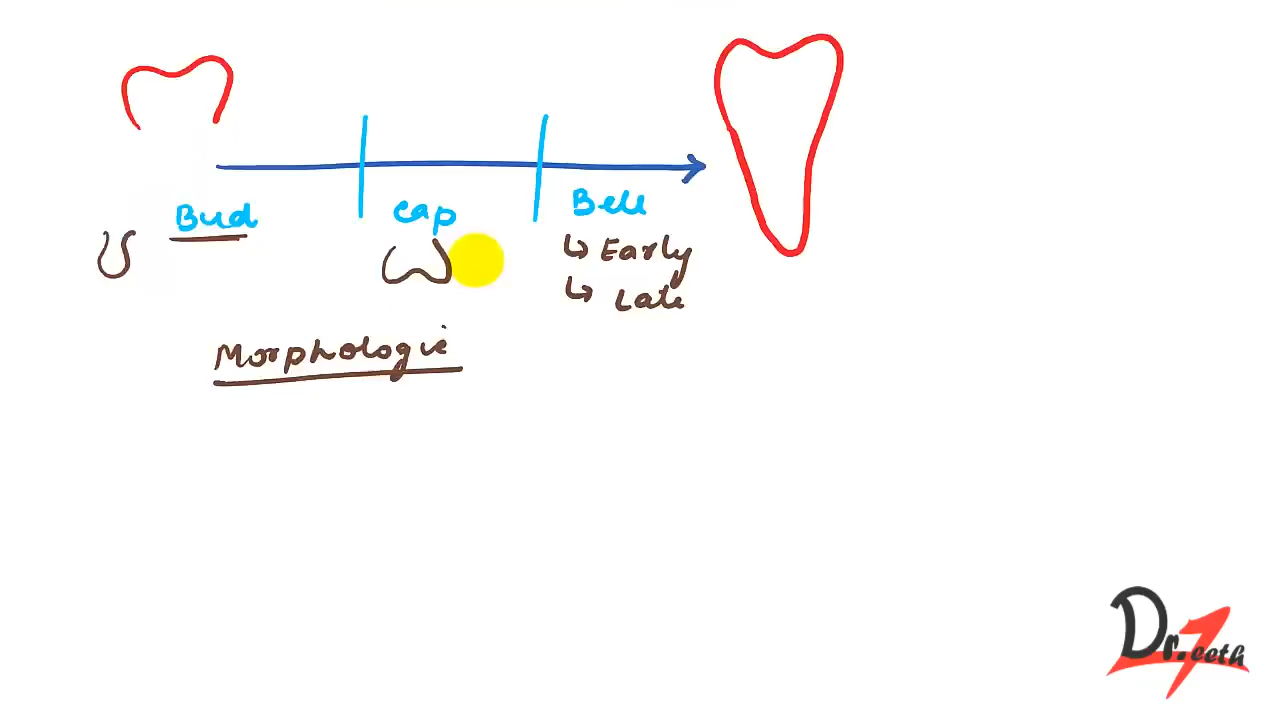 Bud cap Bell
↳ Early
↳ Late
Morphologic
Dr. Teeth